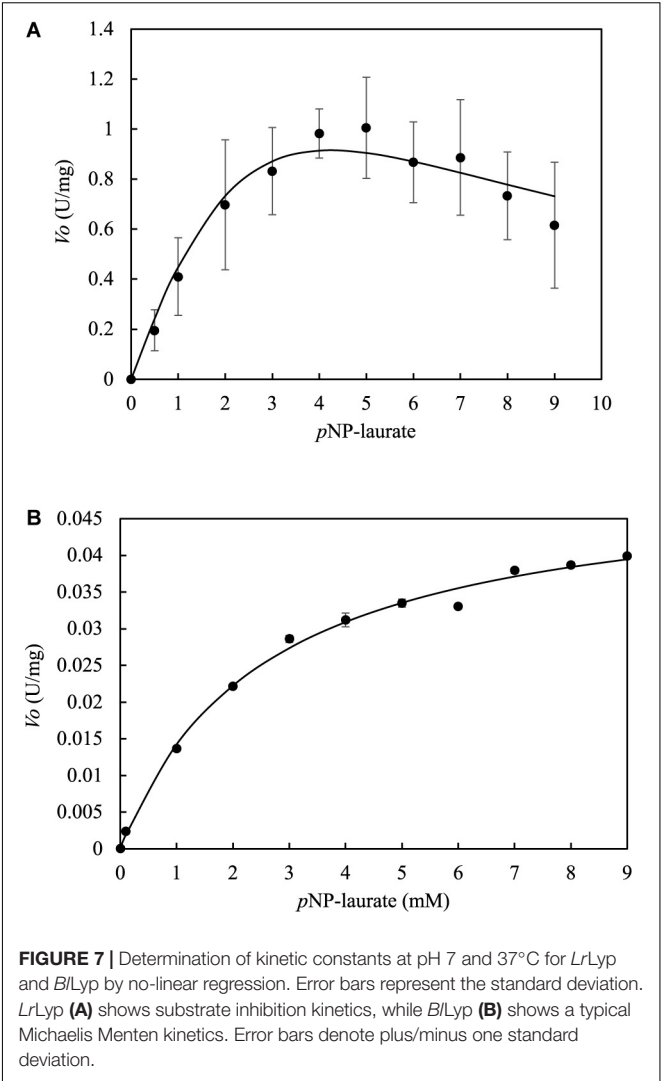 A
1.4
1.2
1
0.8
0.6
0.4
0.2
0
Vo (U/mg)
0 1 2 3 4 5 6 7 8 9 10
pNP-laurate
B
0.045
0.04
0.035
0.03
0.025
0.02
0.015
0.01
0.005
0
Vo (U/mg)
0 1 2 3 4 5 6 7 8 9
pNP-laurate (mM)
FIGURE 7 | Determination of kinetic constants at pH 7 and 37°C for LrLyp
and BlLyp by no-linear regression. Error bars represent the standard deviation.
LrLyp (A) shows substrate inhibition kinetics, while BlLyp (B) shows a typical
Michaelis Menten kinetics. Error bars denote plus/minus one standard
deviation.